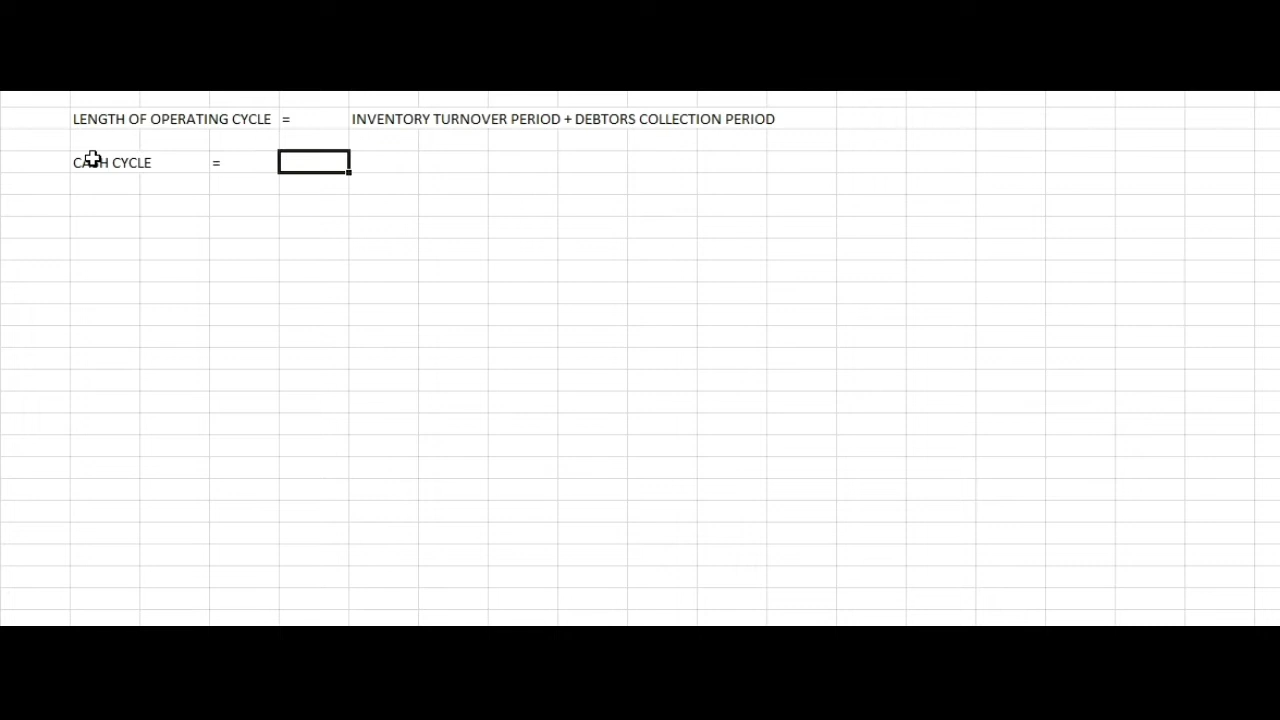 LENGTH OF OPERATING CYCLE = INVENTORY TURNOVER PERIOD + DEBTORS COLLECTION PERIOD
CASH CYCLE =